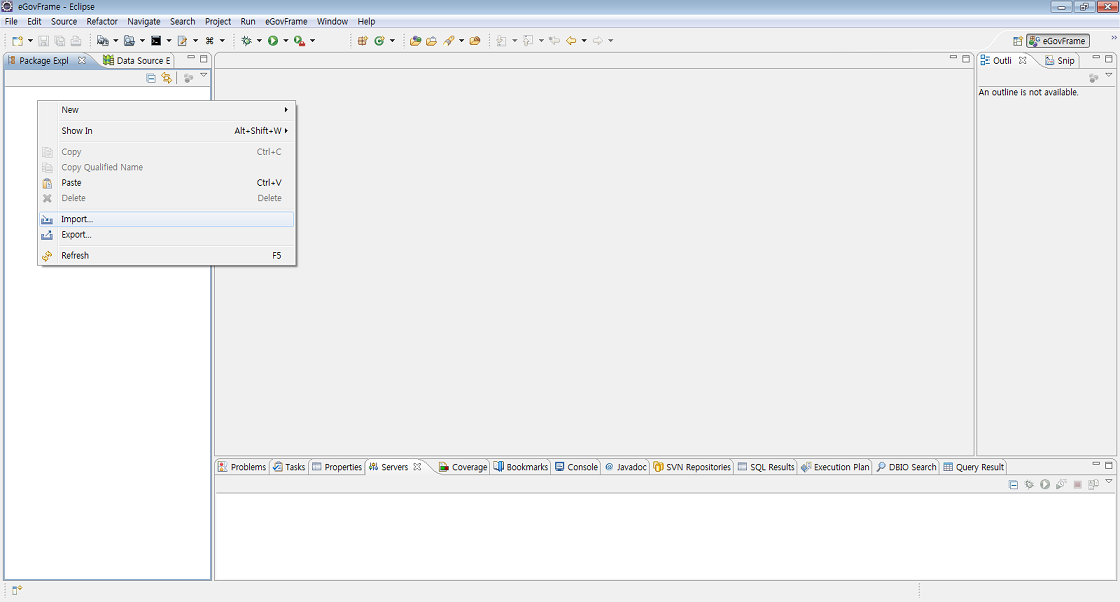 eGovFrame - Eclipse
File Edit Source Refactor Navigate Search Project Run eGovFrame Window Help
eGovFrame
Package Expl Data Source E
Outli Snip
An outline is not available.
New
Show In Alt+Shift+W
Copy Ctrl+C
Copy Qualified Name
Paste Ctrl+V
Delete Delete
Import...
Export...
Refresh F5
Problems Tasks Properties Servers Coverage Bookmarks Console Javadoc SVN Repositories SQL Results Execution Plan DBIO Search Query Result